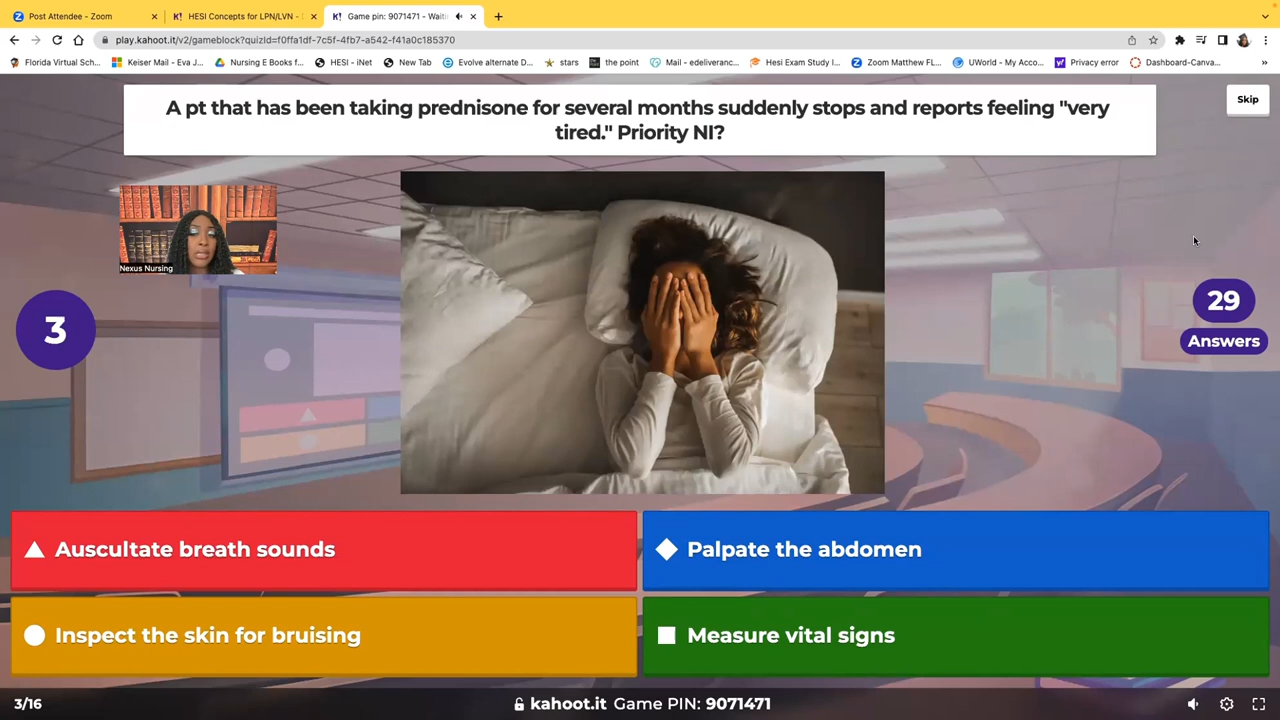 Post Attendee - Zoom
HESI Concepts for LPN/LVN -
Game pin: 9071471 - Waiti
play.kahoot.it/v2/gameblock?quizId=f0ffa1df-7c5f-4fb7-a542-f41a0c185370
Florida Virtual Sch...
Keiser Mail - Eva J...
Nursing E Books f...
HESI - iNet
New Tab
Evolve alternate D...
stars
the point
Mail - edeliveranc...
Hesi Exam Study I...
Zoom Matthew FL...
UWorld - My Acco...
Privacy error
Dashboard-Canva...
A pt that has been taking prednisone for several months suddenly stops and reports feeling "very
tired." Priority NI?
Skip
Nexus Nursing
3
29
Answers
Auscultate breath sounds
Palpate the abdomen
Inspect the skin for bruising
Measure vital signs
3/16
kahoot.it Game PIN: 9071471